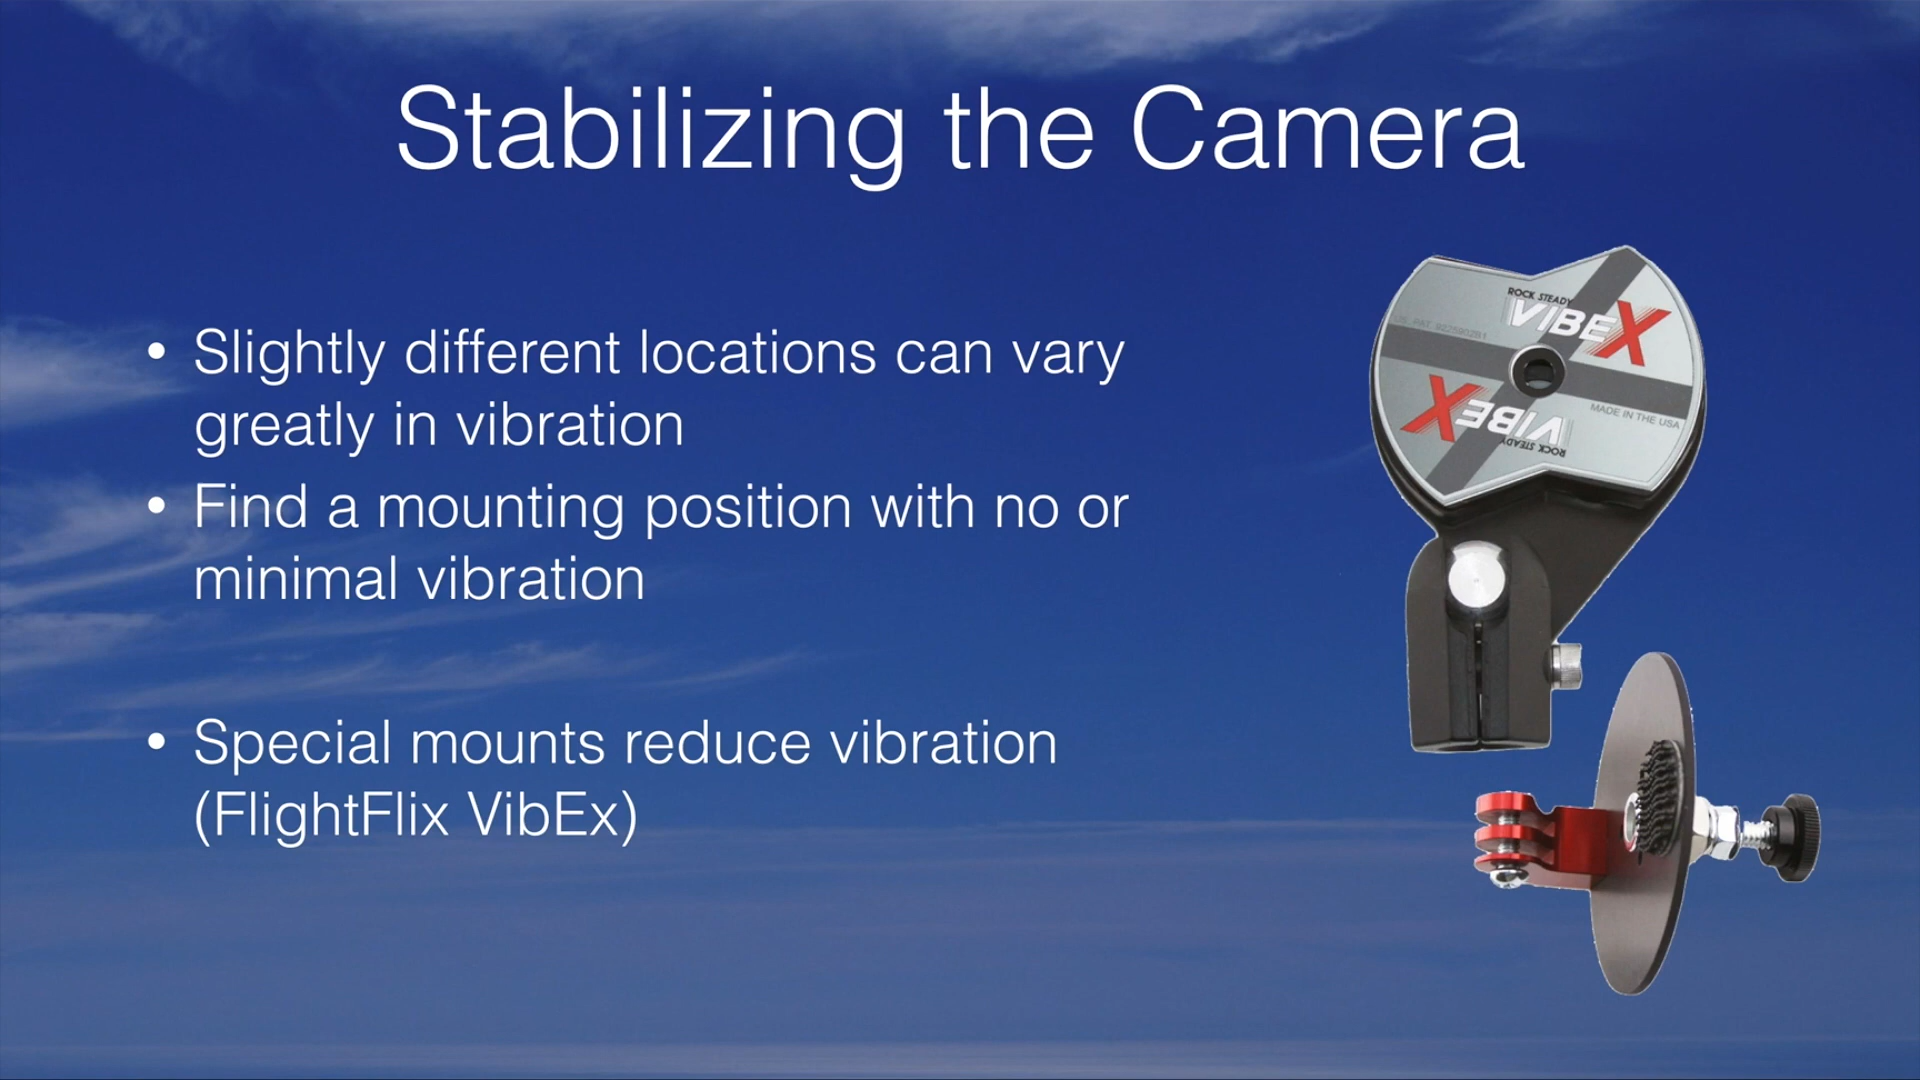 Stabilizing the Camera
• Slightly different locations can vary
greatly in vibration
• Find a mounting position with no or
minimal vibration
• Special mounts reduce vibration
(FlightFlix VibEx)
ROCK STEADY
VIBEX
MADE IN THE USA
VIBEX
ROCK STEADY